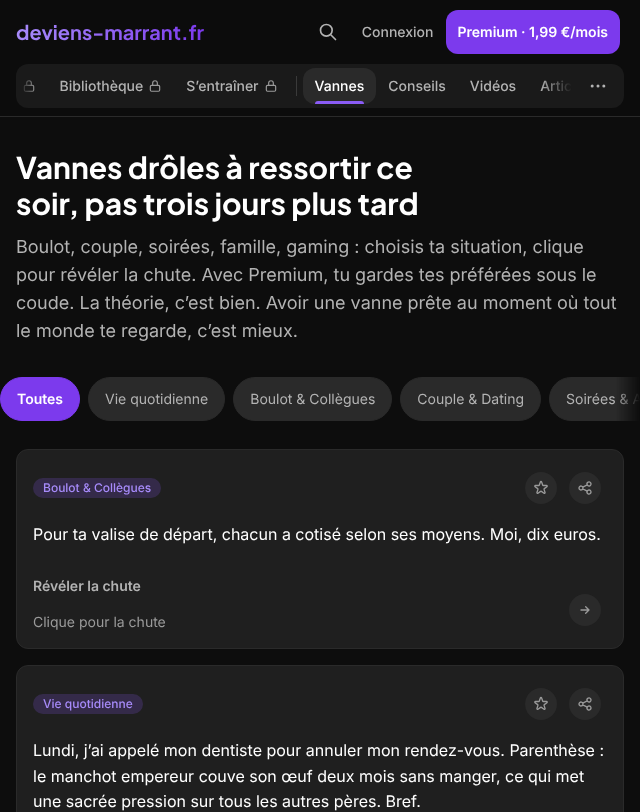 deviens-marrant.fr
Connexion
Premium · 1,99 €/mois
Bibliothèque
S’entraîner
Vannes
Conseils
Vidéos
Vannes drôles à ressortir ce
soir, pas trois jours plus tard
Boulot, couple, soirées, famille, gaming : choisis ta situation, clique
pour révéler la chute. Avec Premium, tu gardes tes préférées sous le
coude. La théorie, c’est bien. Avoir une vanne prête au moment où tout
le monde te regarde, c’est mieux.
Toutes
Vie quotidienne
Boulot & Collègues
Couple & Dating
Soirées &
Boulot & Collègues
Pour ta valise de départ, chacun a cotisé selon ses moyens. Moi, dix euros.
Révéler la chute
Clique pour la chute
Vie quotidienne
Lundi, j’ai appelé mon dentiste pour annuler mon rendez-vous. Parenthèse :
le manchot empereur couve son œuf deux mois sans manger, ce qui met
une sacrée pression sur tous les autres pères. Bref.